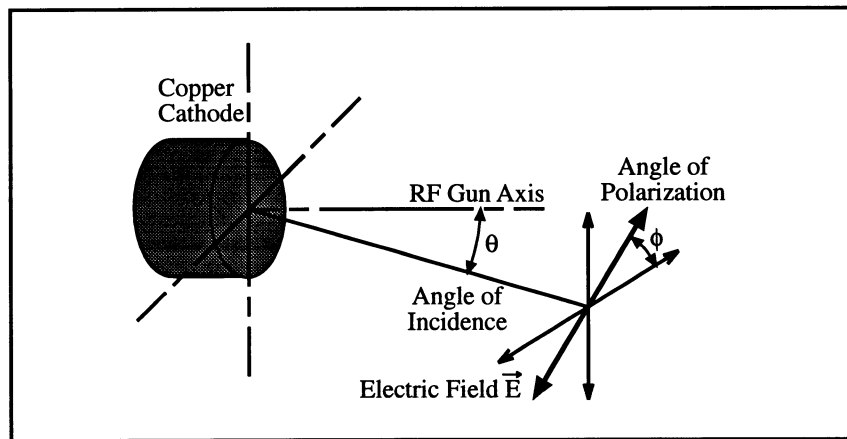 Copper
Cathode
RF Gun Axis
θ
Angle of
Incidence
Angle of
Polarization
ϕ
Electric Field E⃗